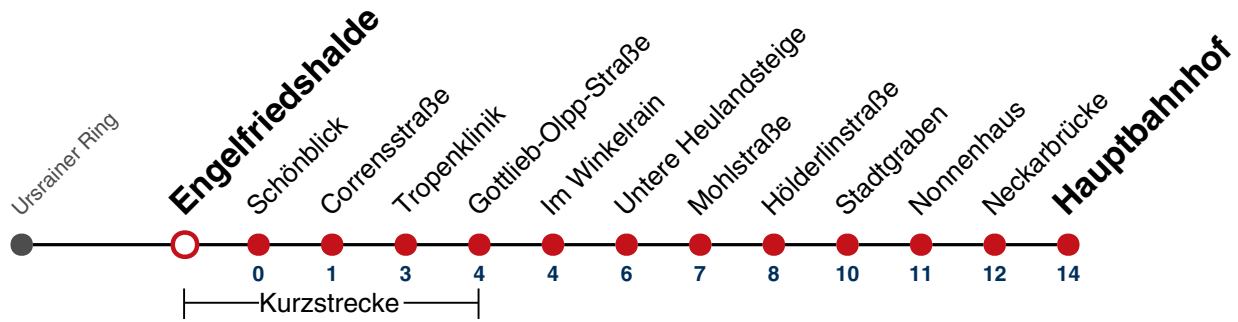 Ursrainer Ring
Engelfriedshalde
Schönblick
Corrensstraße
Tropenklinik
Gottlieb-Olpp-Straße
Im Winkelrain
Untere Heulandsteige
Mohlstraße
Hölderlinstraße
Stadtgraben
Nonnenhaus
Neckarbrücke
Hauptbahnhof
0 1 3 4 4 6 7 8 10 11 12 14
Kurzstrecke